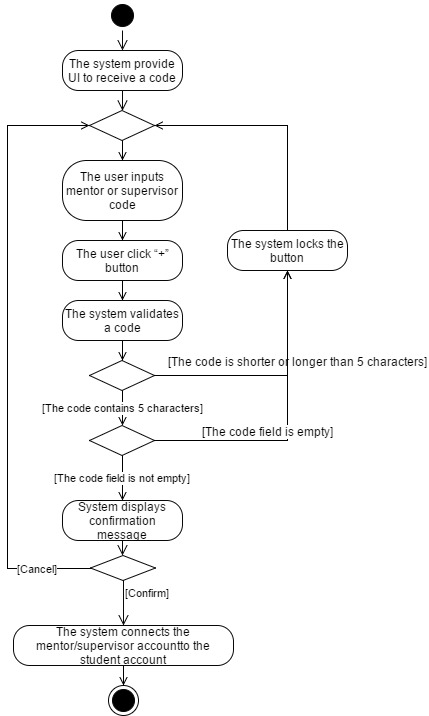 The system provide
UI to receive a code
The user inputs
mentor or supervisor
code
The system locks the
button
The user click “+”
button
The system validates
a code
[The code is shorter or longer than 5 characters]
[The code contains 5 characters]
[The code field is empty]
[The code field is not empty]
System displays
confirmation
message
[Cancel]
[Confirm]
The system connects the
mentor/supervisor accountto the
student account